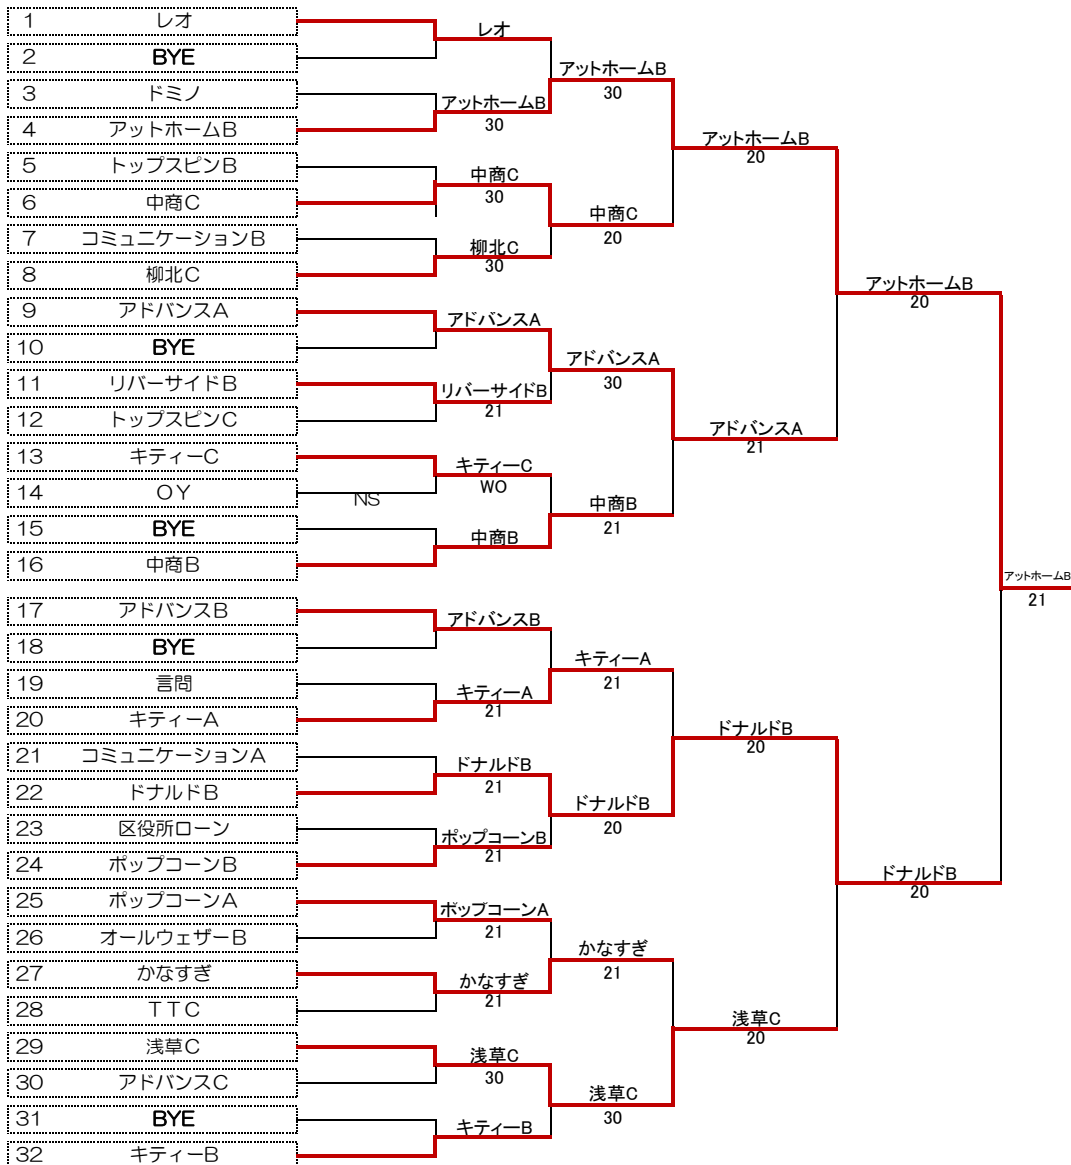 1 レオ
2 BYE
3 ドミノ
4 アットホームB
5 トップスピンB
6 中商C
7 コミュニケーションB
8 柳北C
9 アドバンスA
10 BYE
11 リバーサイドB
12 トップスピンC
13 キティーC
14 OY
15 BYE
16 中商B
17 アドバンスB
18 BYE
19 言問
20 キティーA
21 コミュニケーションA
22 ドナルドB
23 区役所ローン
24 ポップコーンB
25 ポップコーンA
26 オールウェザーB
27 かなすぎ
28 TTC
29 浅草C
30 アドバンスC
31 BYE
32 キティーB
NS
レオ
アットホームB
30
中商C
30
柳北C
30
アドバンスA
リバーサイドB
21
キティーC
WO
中商B
アドバンスB
キティーA
21
ドナルドB
21
ポップコーンB
21
ポップコーンA
21
かなすぎ
21
浅草C
30
キティーB
アットホームB
30
中商C
20
アドバンスA
30
中商B
21
キティーA
21
ドナルドB
20
かなすぎ
21
浅草C
30
アットホームB
20
アドバンスA
21
ドナルドB
20
浅草C
20
アットホームB
20
ドナルドB
20
アットホームB
21